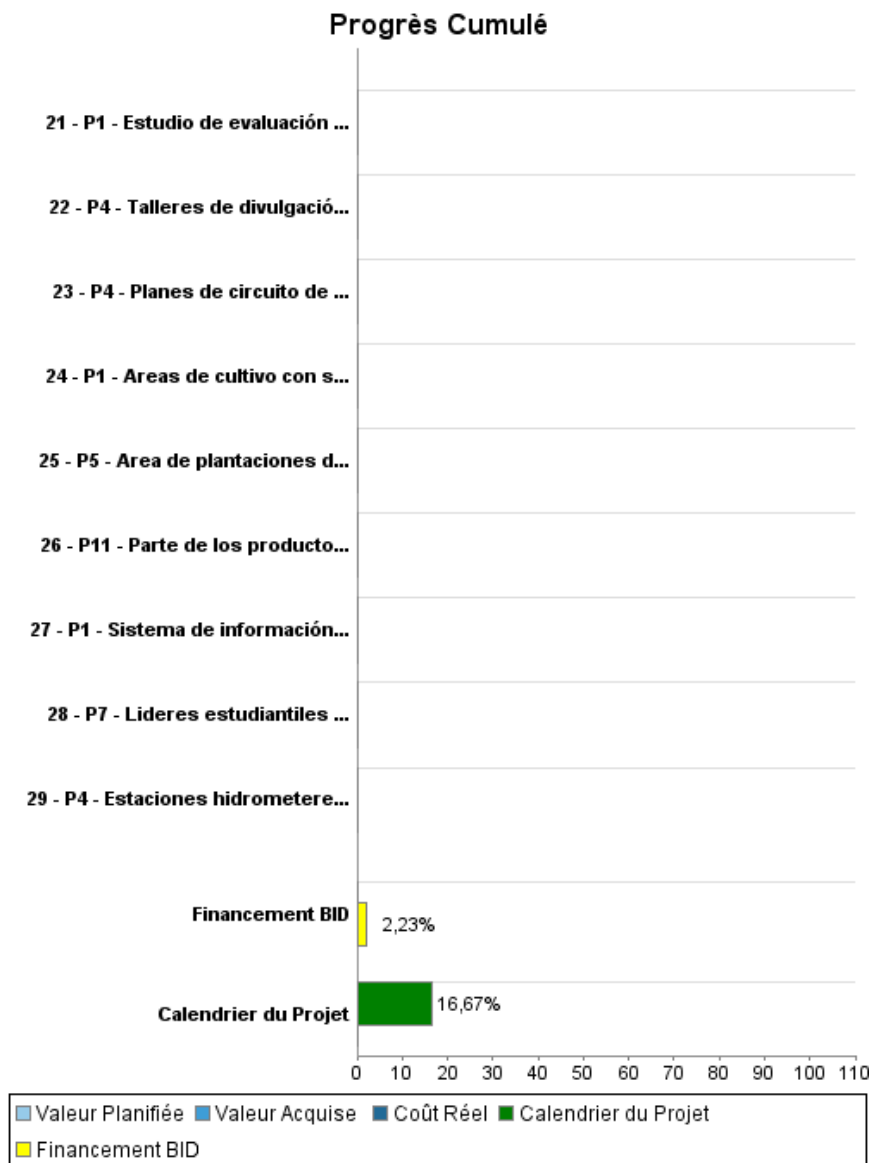 Progrès Cumulé
21 - P1 - Estudio de evaluación ...
22 - P4 - Talleres de divulgació...
23 - P4 - Planes de circuito de ...
24 - P1 - Areas de cultivo con s...
25 - P5 - Area de plantaciones d...
26 - P11 - Parte de los producto...
27 - P1 - Sistema de información...
28 - P7 - Lideres estudiantiles ...
29 - P4 - Estaciones hidrometere...
Financement BID 2,23%
Calendrier du Projet 16,67%
0 10 20 30 40 50 60 70 80 90 100 110
Valeur Planifiée Valeur Acquise Coût Réel Calendrier du Projet
Financement BID